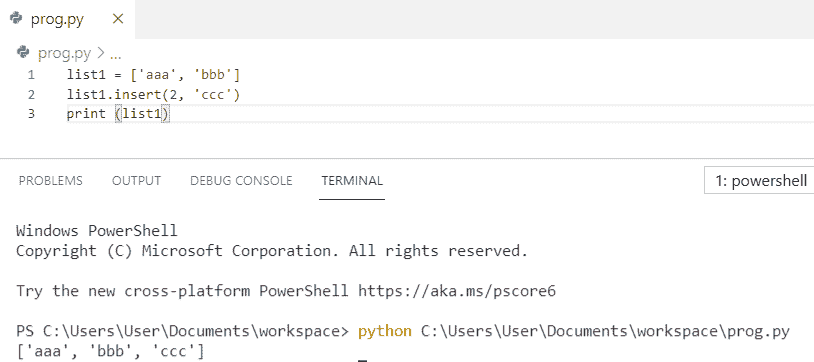 prog.py ×
prog.py > ...
1 list1 = ['aaa', 'bbb']
2 list1.insert(2, 'ccc')
3 print (list1)
PROBLEMS OUTPUT DEBUG CONSOLE TERMINAL 1: powershell
Windows PowerShell
Copyright (C) Microsoft Corporation. All rights reserved.
Try the new cross-platform PowerShell https://aka.ms/pscore6
PS C:\Users\User\Documents\workspace> python C:\Users\User\Documents\workspace\prog.py
['aaa', 'bbb', 'ccc']